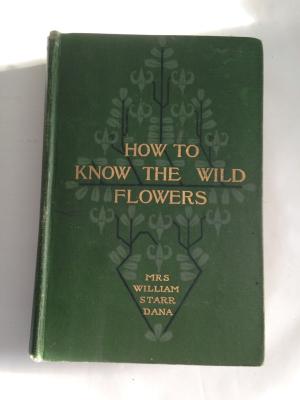 HOW TO
KNOW THE WILD
FLOWERS
MRS
WILLIAM
STARR
DANA